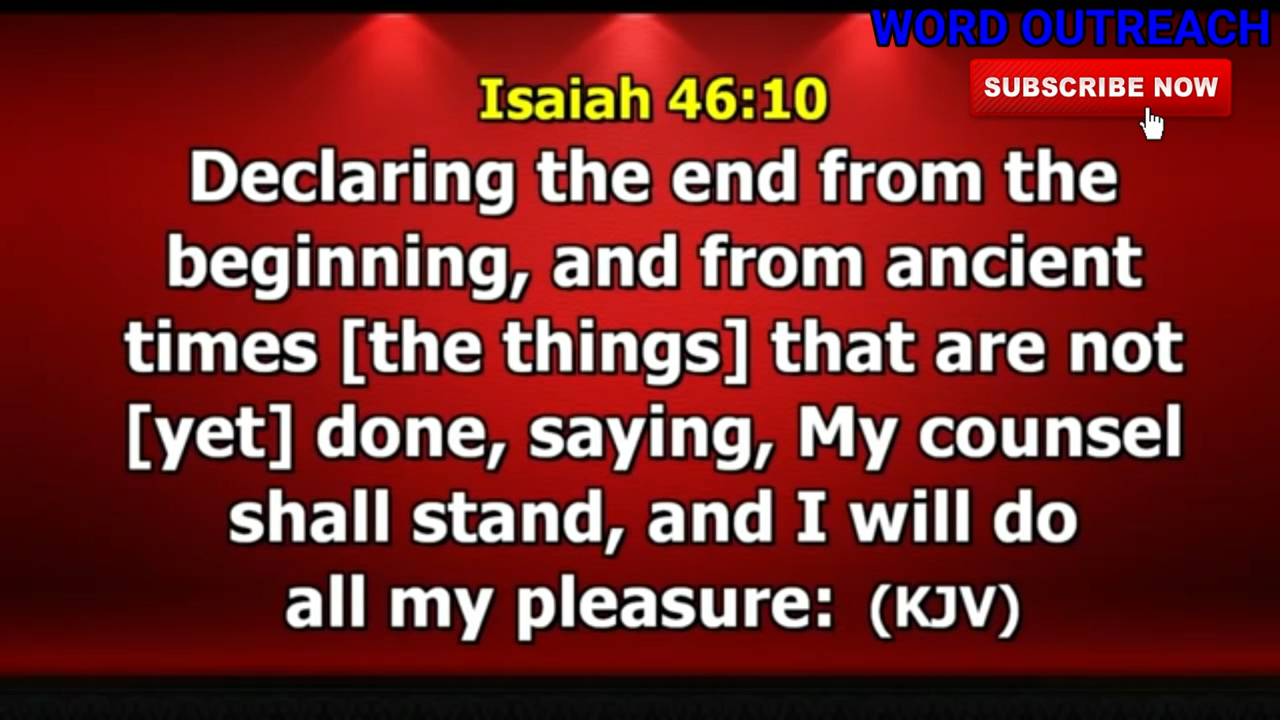 WORD OUTREACH
SUBSCRIBE NOW
Isaiah 46:10
Declaring the end from the
beginning, and from ancient
times [the things] that are not
[yet] done, saying, My counsel
shall stand, and I will do
all my pleasure: (KJV)